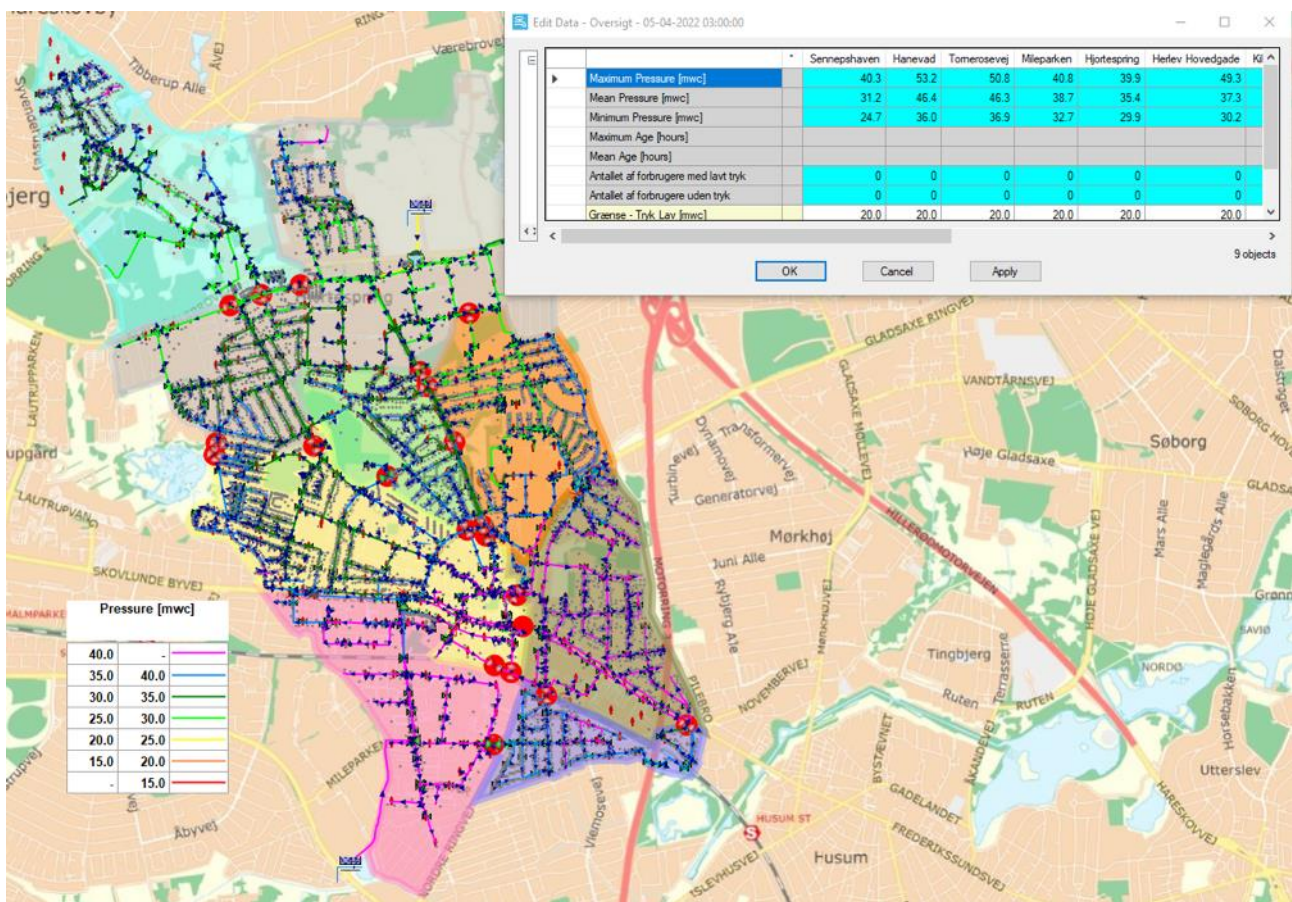 Edit Data - Oversigt - 05-04-2022 03:00:00
* Sennepshaven Hanevad Tornerosevej Mileparken Hjortespring Herlev Hovedgade
Maximum Pressure [mwc] 40.3 53.2 50.8 40.8 39.9 49.3
Mean Pressure [mwc] 31.2 46.4 46.3 38.7 35.4 37.3
Minimum Pressure [mwc] 24.7 36.0 36.9 32.7 29.9 30.2
Maximum Age [hours]
Mean Age [hours]
Antallet af forbrugere med lavt tryk 0 0 0 0 0 0
Antallet af forbrugere uden tryk 0 0 0 0 0 0
Grænse - Tryk Lav [mwc] 20.0 20.0 20.0 20.0 20.0 20.0
9 objects
OK Cancel Apply
Tibberup Alle
ÅVEJ
RING
Værebrovej
jerg
GLADSAXE RINGVEJ
LAUTRUPPARKEN
VANDTÅRNSVEJ
Dalstrøget
GLADSAXE MØLLEVEJ
SØBORG HOV
Søborg
upgård
Dynamovej
Transformervej
Turbinevej
Høje Gladsaxe
GLADSA
LAUTRUPVANG
Generatorvej
Mars Alle
Maglegårds Alle
Mørkhøj
HILLERØDMOTORVEJEN
HØJE GLADSAXE VEJ
Juni Alle
SKOVLUNDE BYVEJ
MOTORRING
Rybjerg Alle
MØRKHØJVEJ
Grønn
MALMPARKE
Pressure [mwc]
40.0 -
35.0 40.0
30.0 35.0
25.0 30.0
20.0 25.0
15.0 20.0
- 15.0
SAVIØ
Tingbjerg
NORDØ
Ruten
Terrasserne
RUTEN
PILEBRO
NOVEMBERVEJ
Horsebakken
MILEPARKEN
BYSTÆVNET
ÅKANDEVEJ
Utterslev
GADELANDET
HARESKOVVEJ
Åbyvej
NORDRE RINGVEJ
HUSUM ST
S
Husum
FREDERIKSSUNDSVEJ
ISLEVHUSVEJ